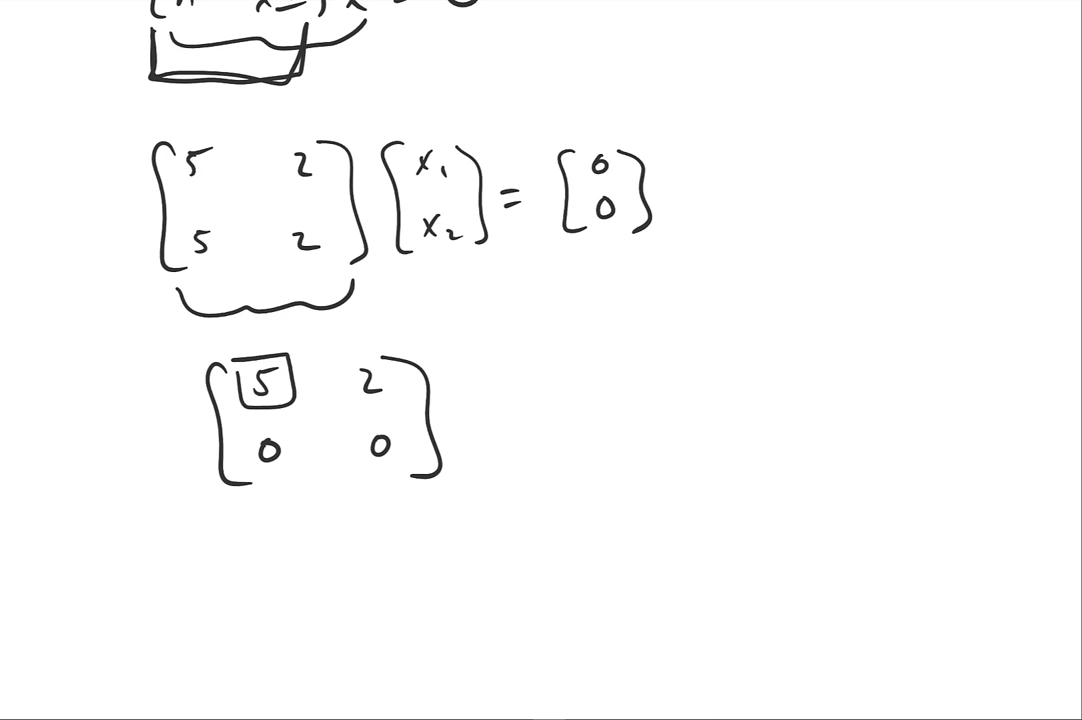 [5 2] [x₁] = [0]
[5 2] [x₂] [0]
[5 2]
[0 0]